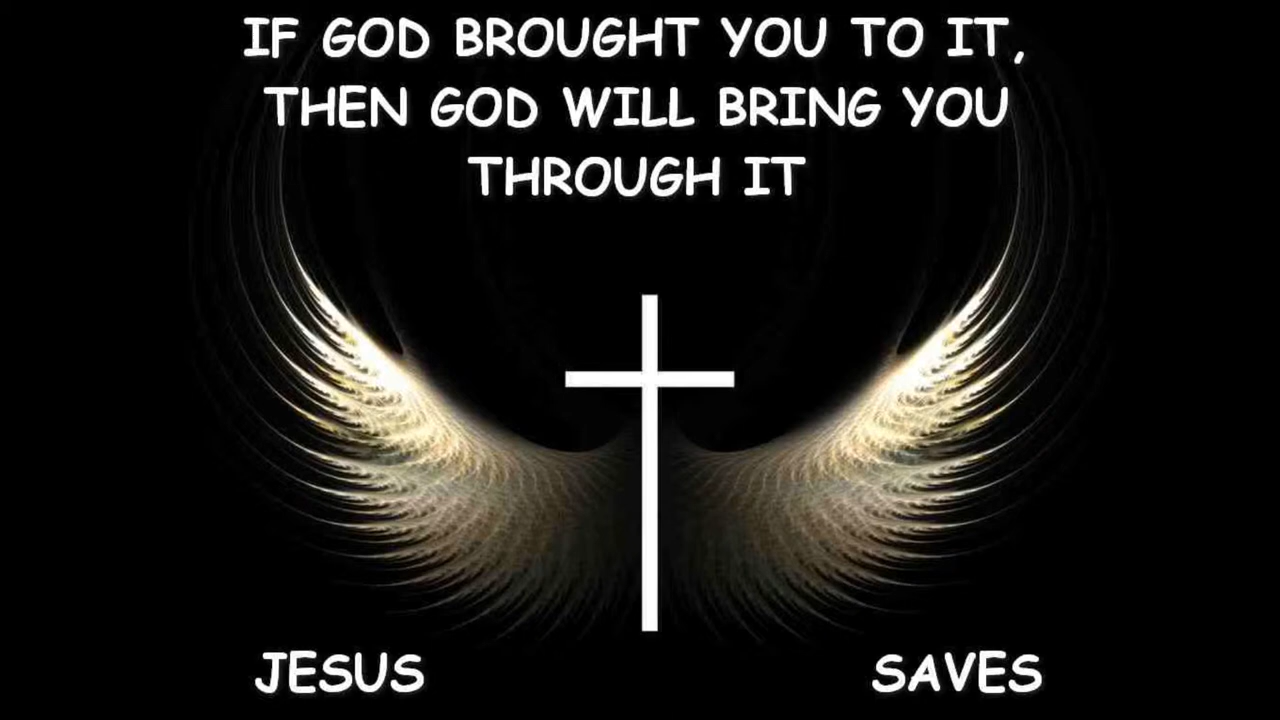 IF GOD BROUGHT YOU TO IT,
THEN GOD WILL BRING YOU
THROUGH IT
JESUS SAVES